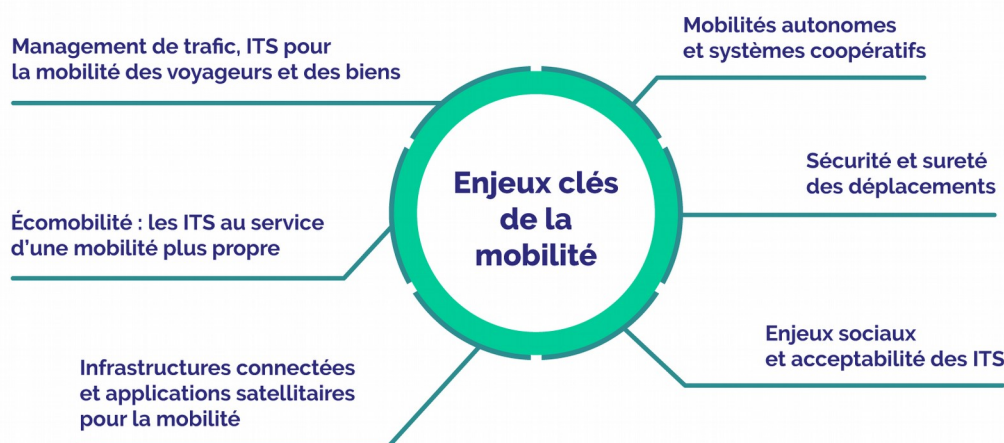 Management de trafic, ITS pour
la mobilité des voyageurs et des biens
Mobilités autonomes
et systèmes coopératifs
Enjeux clés
de la
mobilité
Sécurité et sureté
des déplacements
Écomobilité : les ITS au service
d'une mobilité plus propre
Enjeux sociaux
et acceptabilité des ITS
Infrastructures connectées
et applications satellitaires
pour la mobilité